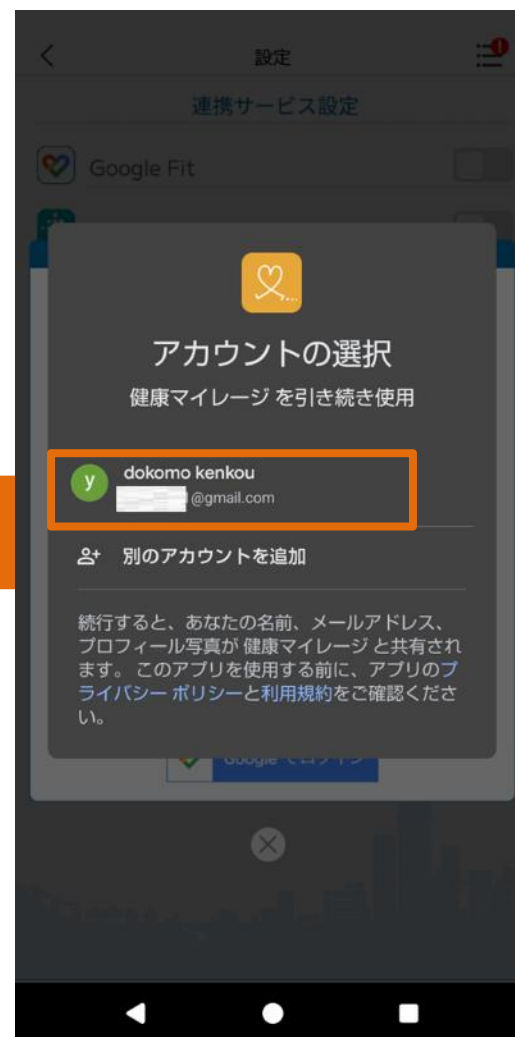 設定
連携サービス設定
Google Fit
アカウントの選択
健康マイレージ を引き続き使用
y
dokomo kenkou
@gmail.com
別のアカウントを追加
続行すると、あなたの名前、メールアドレス、
プロフィール写真が 健康マイレージ と共有され
ます。 このアプリを使用する前に、アプリのプ
ライバシー ポリシーと利用規約をご確認くださ
い。
Google でログイン